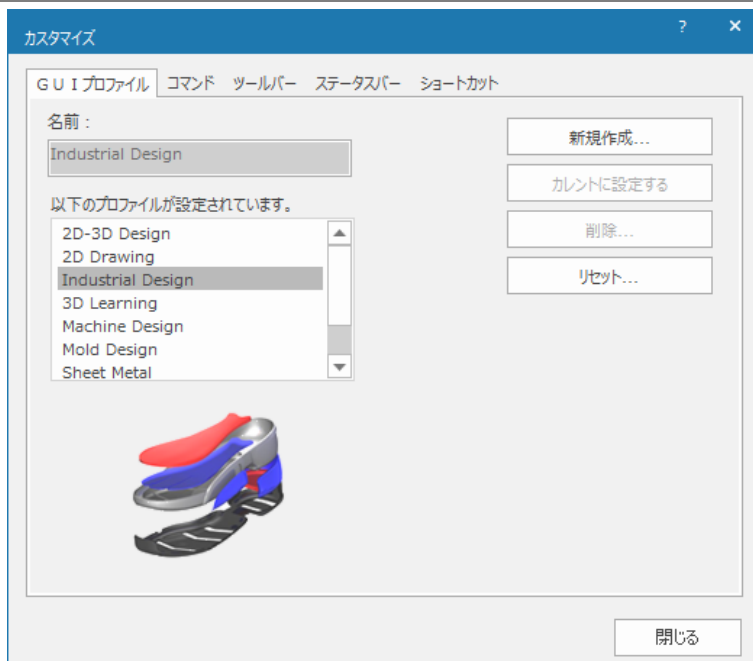 カスタマイズ
? ×
GUIプロファイル コマンド ツールバー ステータスバー ショートカット
名前：
Industrial Design
以下のプロファイルが設定されています。
2D-3D Design
2D Drawing
Industrial Design
3D Learning
Machine Design
Mold Design
Sheet Metal
新規作成...
カレントに設定する
削除...
リセット...
閉じる